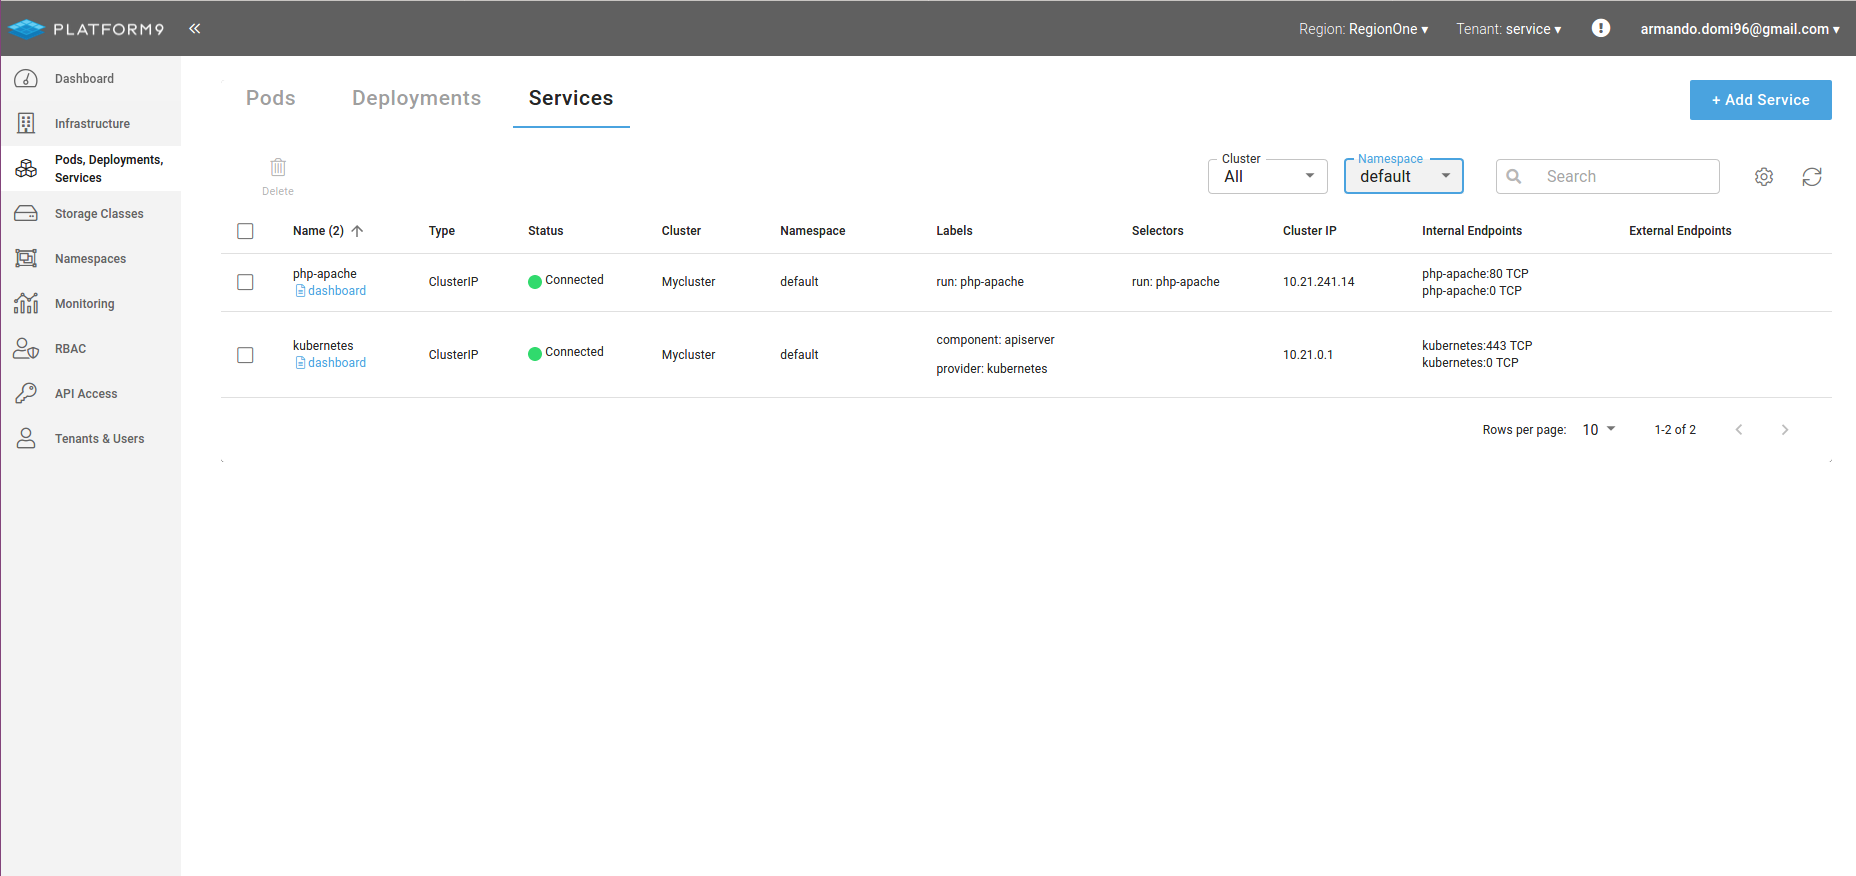 PLATFORM9 «
Region: RegionOne ▾ Tenant: service ▾ ! armando.domi96@gmail.com ▾
Dashboard
Infrastructure
Pods, Deployments,
Services
Storage Classes
Namespaces
Monitoring
RBAC
API Access
Tenants & Users
Pods Deployments Services
+ Add Service
Delete
Cluster
All
Namespace
default
Search
Name (2) Type Status Cluster Namespace Labels Selectors Cluster IP Internal Endpoints External Endpoints
php-apache
dashboard
ClusterIP Connected Mycluster default run: php-apache run: php-apache 10.21.241.14
php-apache:80 TCP
php-apache:0 TCP
kubernetes
dashboard
ClusterIP Connected Mycluster default
component: apiserver
provider: kubernetes
10.21.0.1
kubernetes:443 TCP
kubernetes:0 TCP
Rows per page: 10 1-2 of 2